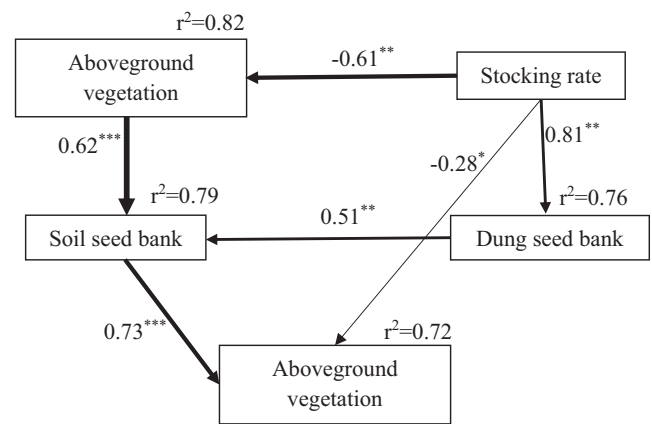 r²=0.82
Aboveground
vegetation
-0.61**
Stocking rate
0.62***
-0.28*
0.81**
r²=0.79
r²=0.76
Soil seed bank
0.51**
Dung seed bank
0.73***
r²=0.72
Aboveground
vegetation